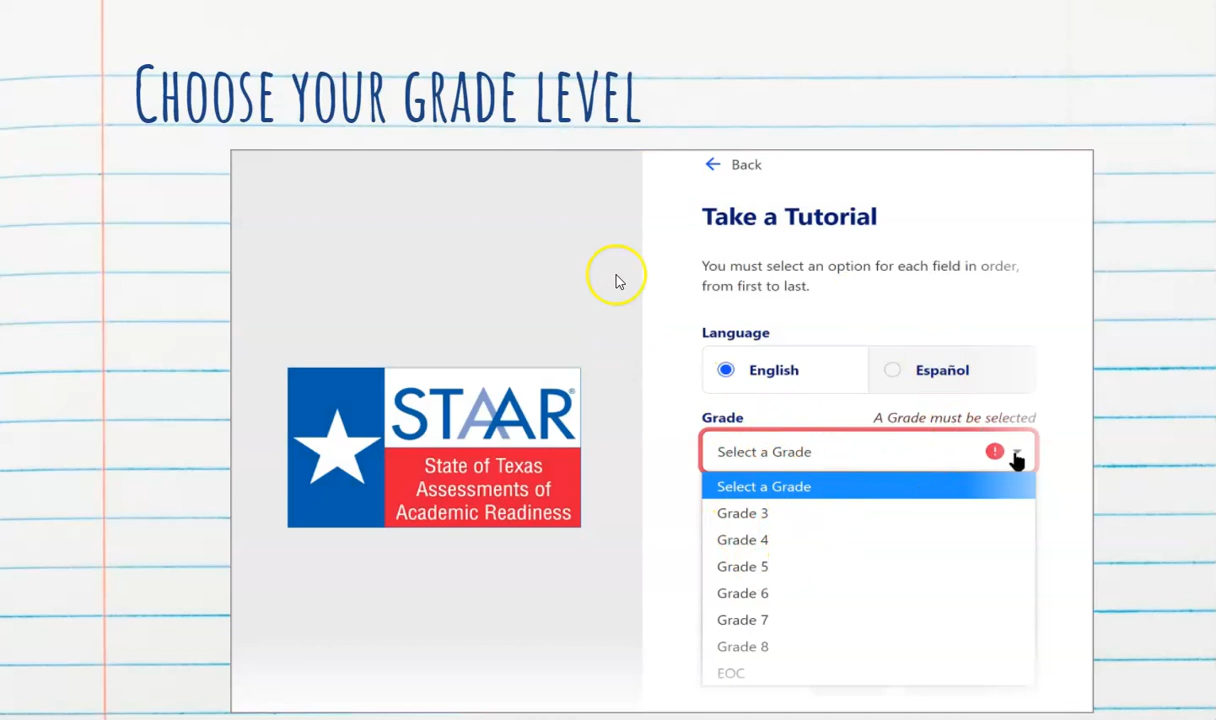 CHOOSE YOUR GRADE LEVEL
← Back
Take a Tutorial
You must select an option for each field in order,
from first to last.
Language
English Español
Grade A Grade must be selected
Select a Grade !
Select a Grade
Grade 3
Grade 4
Grade 5
Grade 6
Grade 7
Grade 8
EOC
STAAR®
State of Texas
Assessments of
Academic Readiness